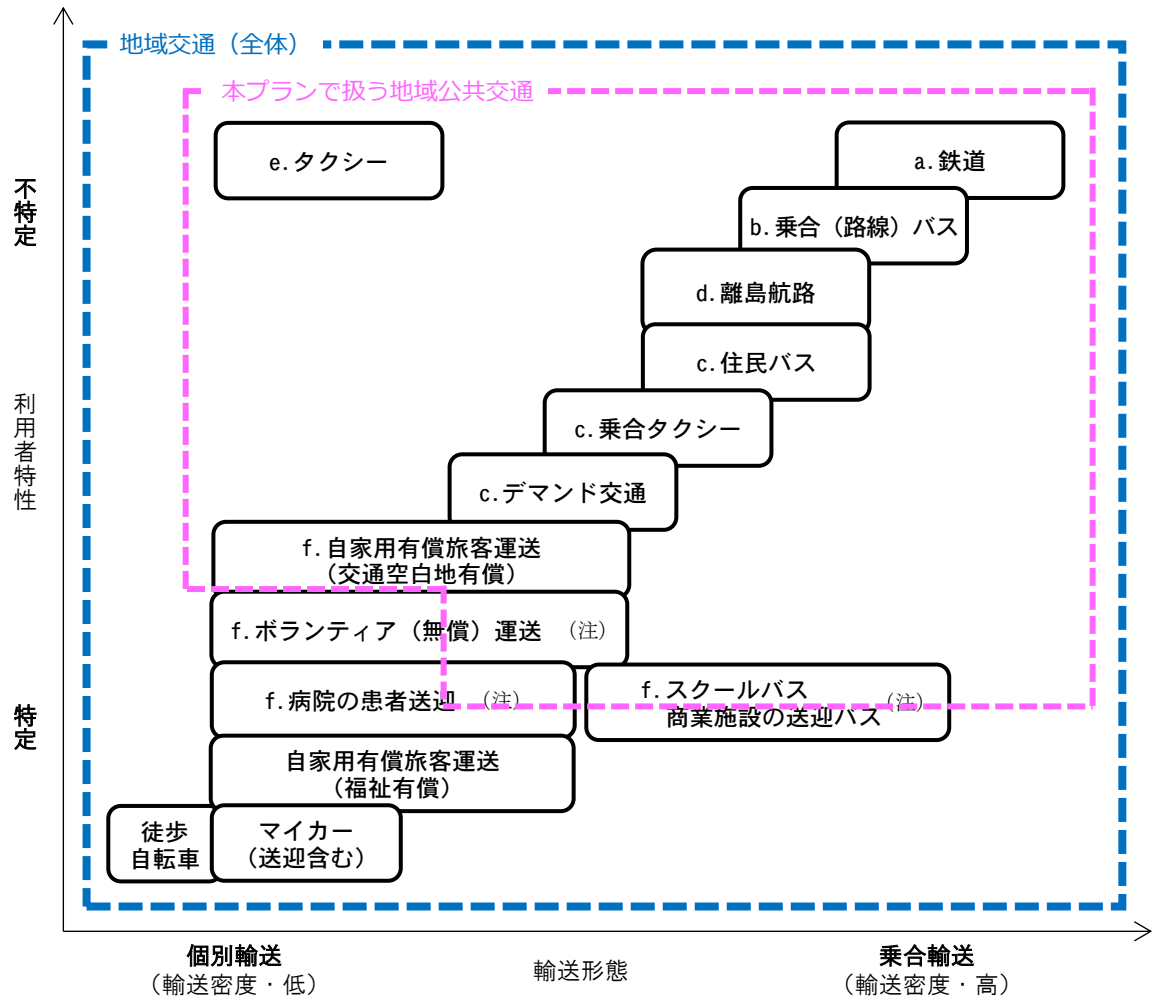 地域交通（全体）
本プランで扱う地域公共交通
e.タクシー
a.鉄道
不特定
b.乗合（路線）バス
d.離島航路
c.住民バス
利用者特性
c.乗合タクシー
c.デマンド交通
f.自家用有償旅客運送
（交通空白地有償）
f.ボランティア（無償）運送　（注）
特定
f.病院の患者送迎　（注）
f.スクールバス
商業施設の送迎バス（注）
自家用有償旅客運送
（福祉有償）
徒歩
自転車
マイカー
（送迎含む）
個別輸送
（輸送密度・低）
輸送形態
乗合輸送
（輸送密度・高）